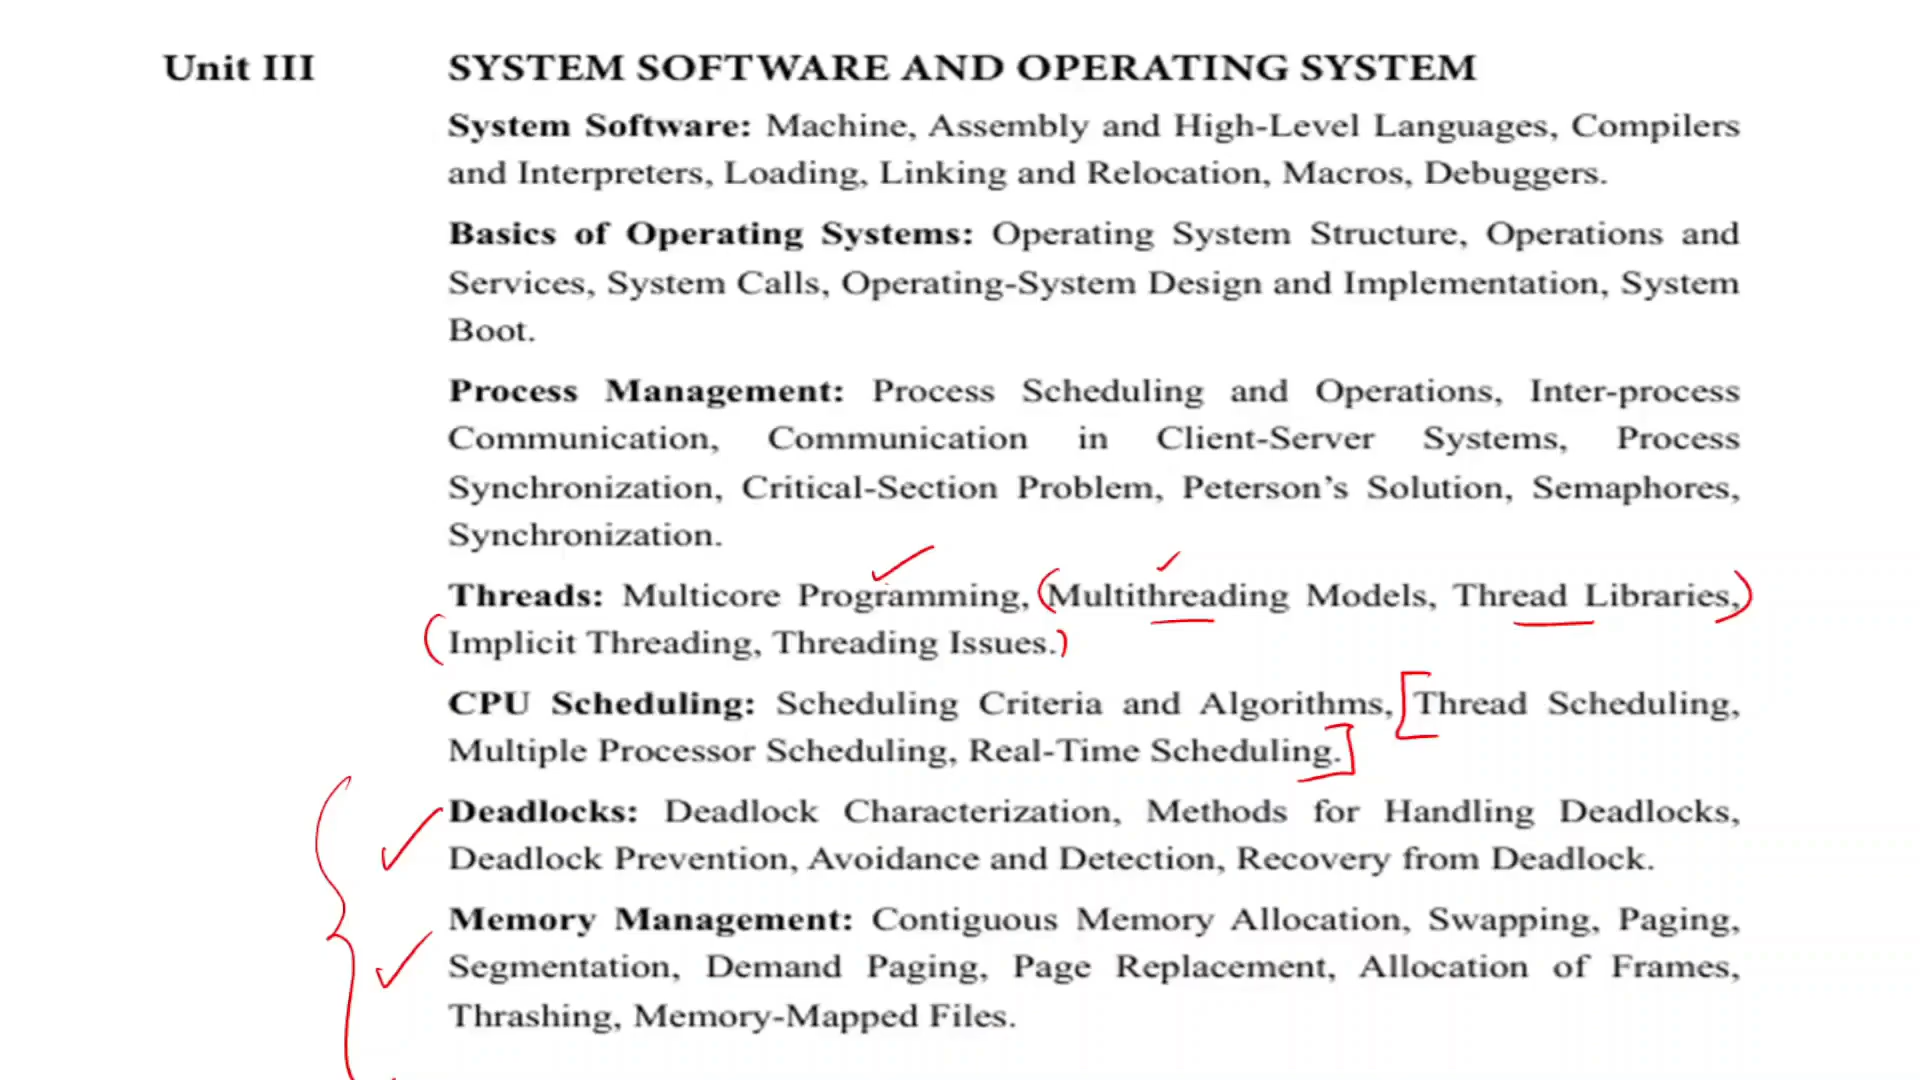 Unit III SYSTEM SOFTWARE AND OPERATING SYSTEM
System Software: Machine, Assembly and High-Level Languages, Compilers
and Interpreters, Loading, Linking and Relocation, Macros, Debuggers.
Basics of Operating Systems: Operating System Structure, Operations and
Services, System Calls, Operating-System Design and Implementation, System
Boot.
Process Management: Process Scheduling and Operations, Inter-process
Communication, Communication in Client-Server Systems, Process
Synchronization, Critical-Section Problem, Peterson's Solution, Semaphores,
Synchronization.
Threads: Multicore Programming, (Multithreading Models, Thread Libraries,)
(Implicit Threading, Threading Issues.)
CPU Scheduling: Scheduling Criteria and Algorithms, [Thread Scheduling,
Multiple Processor Scheduling, Real-Time Scheduling.]
Deadlocks: Deadlock Characterization, Methods for Handling Deadlocks,
Deadlock Prevention, Avoidance and Detection, Recovery from Deadlock.
Memory Management: Contiguous Memory Allocation, Swapping, Paging,
Segmentation, Demand Paging, Page Replacement, Allocation of Frames,
Thrashing, Memory-Mapped Files.